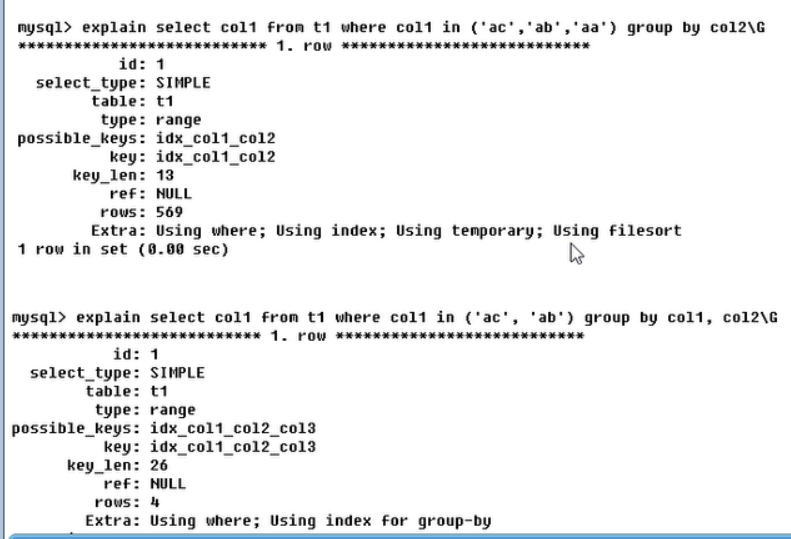 mysql> explain select col1 from t1 where col1 in ('ac','ab','aa') group by col2\G
*************************** 1. row ***************************
id: 1
select_type: SIMPLE
table: t1
type: range
possible_keys: idx_col1_col2
key: idx_col1_col2
key_len: 13
ref: NULL
rows: 569
Extra: Using where; Using index; Using temporary; Using filesort
1 row in set (0.00 sec)
mysql> explain select col1 from t1 where col1 in ('ac', 'ab') group by col1, col2\G
*************************** 1. row ***************************
id: 1
select_type: SIMPLE
table: t1
type: range
possible_keys: idx_col1_col2_col3
key: idx_col1_col2_col3
key_len: 26
ref: NULL
rows: 4
Extra: Using where; Using index for group-by